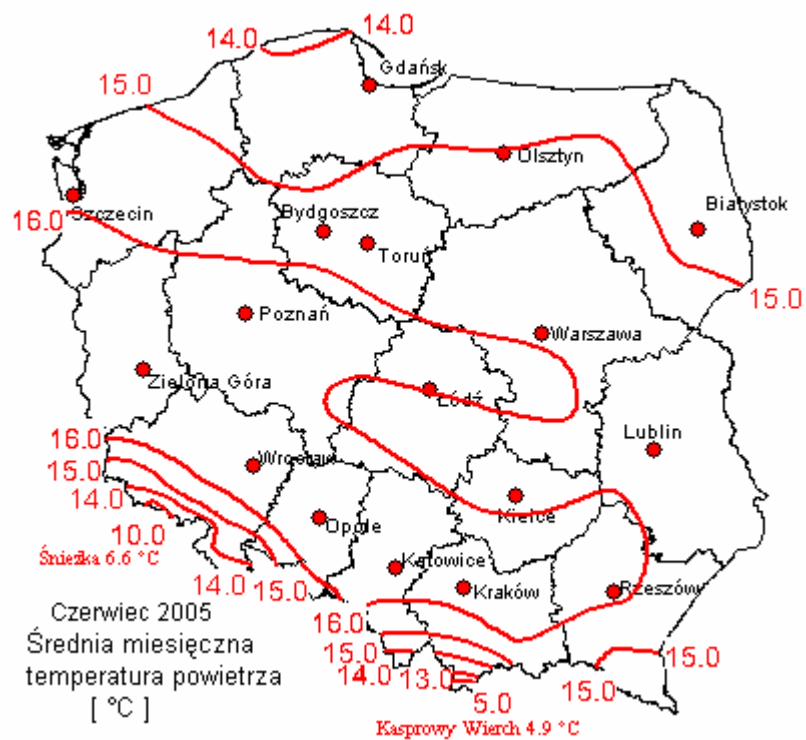 14.0
14.0
Gdańsk
15.0
Olsztyn
Szczecin
16.0
Bydgoszcz
Toruń
Białystok
15.0
Poznań
Warszawa
Zielona Góra
Łódź
16.0
Wrocław
Lublin
15.0
14.0
10.0
Opole
Kielce
Śnieżka 6.6 °C
14.0
15.0
Katowice
Kraków
Rzeszów
16.0
15.0
14.0
13.0
5.0
15.0
15.0
Czerwiec 2005
Średnia miesięczna
temperatura powietrza
[ °C ]
Kasprowy Wierch 4.9 °C